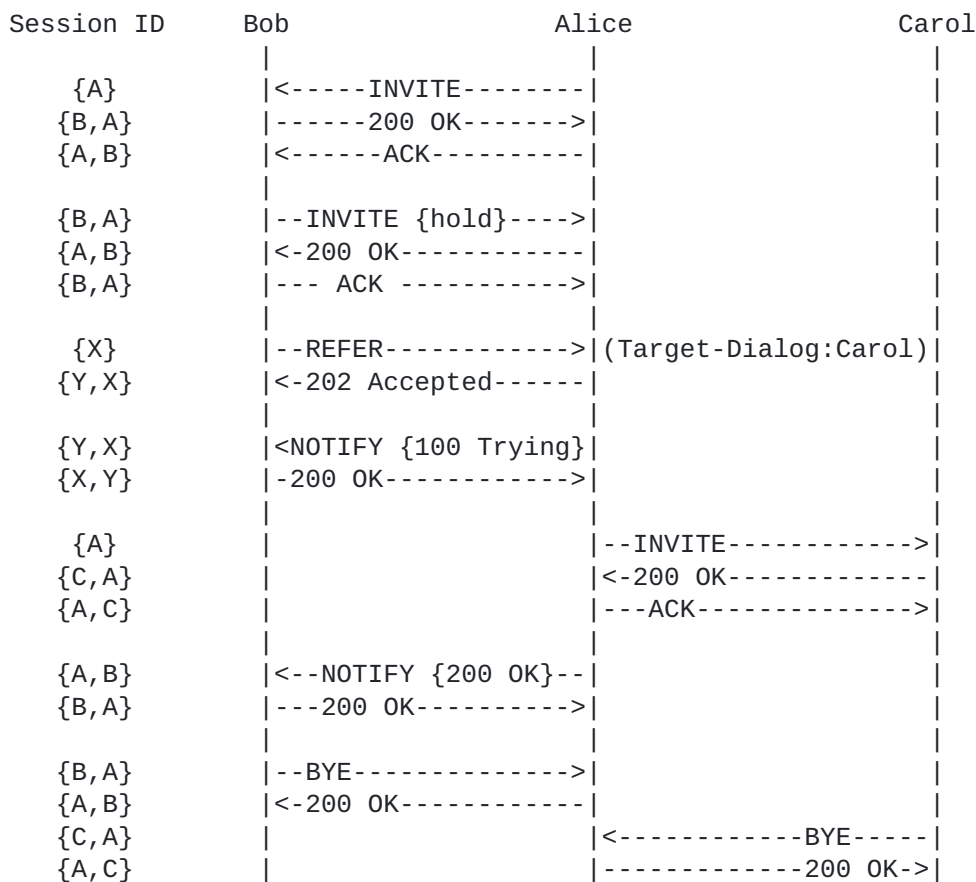 Session ID     Bob                 Alice                Carol
                |                    |                    |
    {A}         |<-----INVITE--------|                    |
   {B,A}        |------200 OK------->|                    |
   {A,B}        |<------ACK----------|                    |
                |                    |                    |
   {B,A}        |--INVITE {hold}---->|                    |
   {A,B}        |<-200 OK------------|                    |
   {B,A}        |--- ACK ----------->|                    |
                |                    |                    |
    {X}         |--REFER------------>|(Target-Dialog:Carol)|
   {Y,X}        |<-202 Accepted------|                    |
                |                    |                    |
   {Y,X}        |<NOTIFY {100 Trying}|                    |
   {X,Y}        |-200 OK------------>|                    |
                |                    |                    |
    {A}         |                    |--INVITE------------>|
   {C,A}        |                    |<-200 OK-------------|
   {A,C}        |                    |---ACK-------------->|
                |                    |                    |
   {A,B}        |<--NOTIFY {200 OK}--|                    |
   {B,A}        |---200 OK---------->|                    |
                |                    |                    |
   {B,A}        |--BYE-------------->|                    |
   {A,B}        |<-200 OK------------|                    |
   {C,A}        |                    |<------------BYE-----|
   {A,C}        |                    |-------------200 OK->|